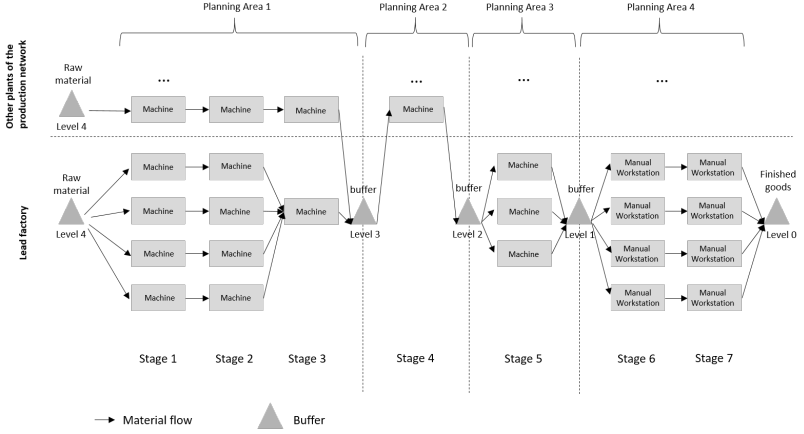 Planning Area 1
Planning Area 2
Planning Area 3
Planning Area 4
Other plants of the
production network
Raw
material
Level 4
...
Machine
Machine
Machine
...
Machine
...
...
Lead factory
Raw
material
Level 4
Machine
Machine
Machine
Machine
Machine
Machine
Machine
Machine
Machine
buffer
Level 3
buffer
Level 2
Machine
Machine
Machine
buffer
Level 1
Manual
Workstation
Manual
Workstation
Manual
Workstation
Manual
Workstation
Manual
Workstation
Manual
Workstation
Manual
Workstation
Manual
Workstation
Finished
goods
Level 0
Stage 1
Stage 2
Stage 3
Stage 4
Stage 5
Stage 6
Stage 7
Material flow
Buffer